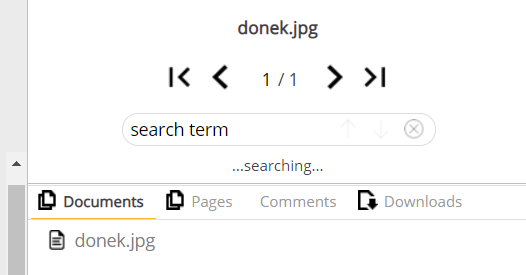 donek.jpg
1 / 1
search term
...searching...
Documents Pages Comments Downloads
donek.jpg